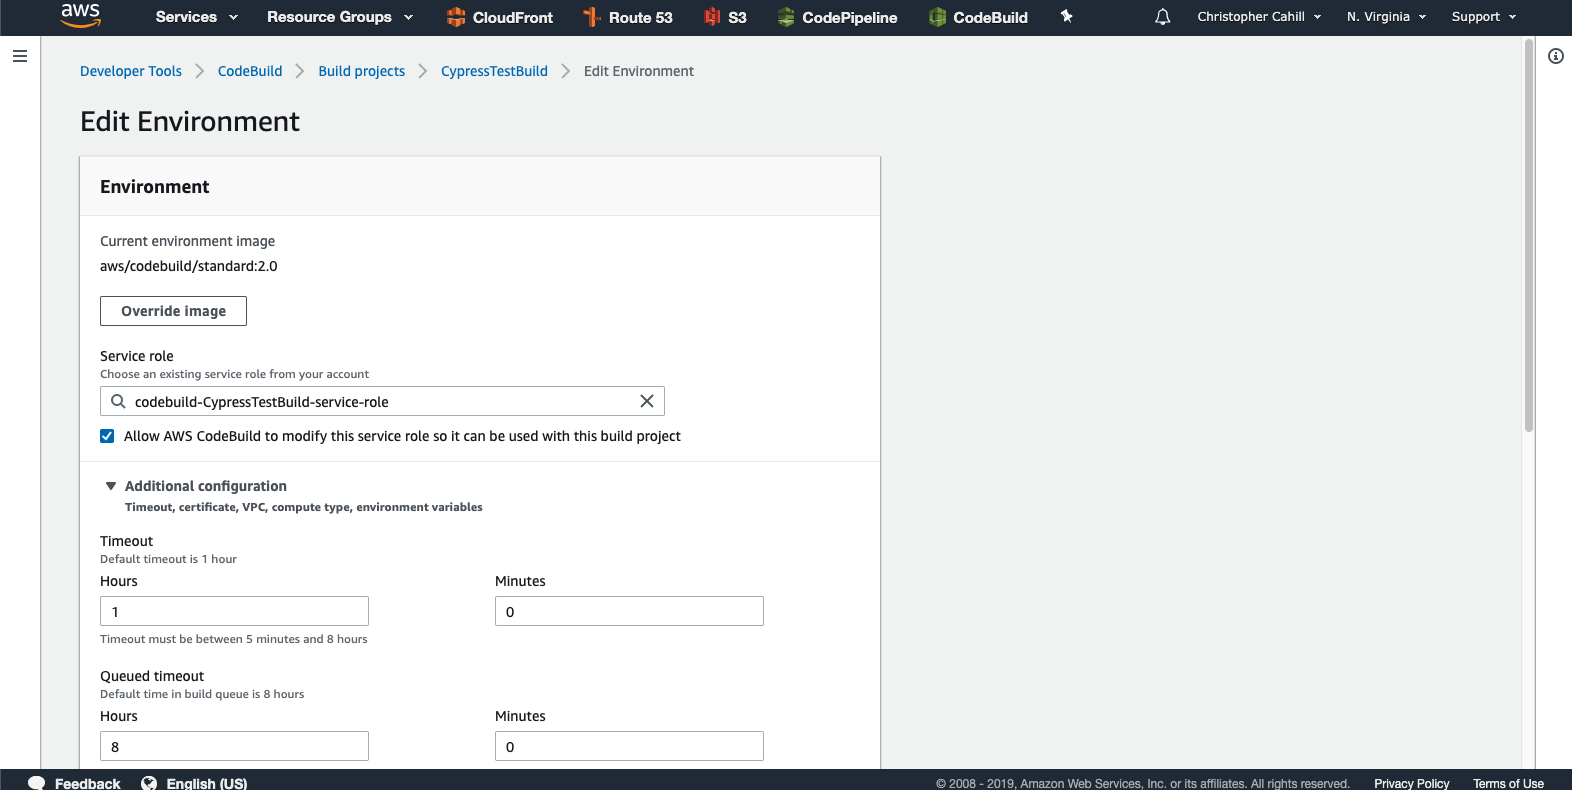 aws Services Resource Groups CloudFront Route 53 S3 CodePipeline CodeBuild Christopher Cahill N. Virginia Support
Developer Tools CodeBuild Build projects CypressTestBuild Edit Environment
Edit Environment
Environment
Current environment image
aws/codebuild/standard:2.0
Override image
Service role
Choose an existing service role from your account
codebuild-CypressTestBuild-service-role
Allow AWS CodeBuild to modify this service role so it can be used with this build project
Additional configuration
Timeout, certificate, VPC, compute type, environment variables
Timeout
Default timeout is 1 hour
Hours Minutes
1 0
Timeout must be between 5 minutes and 8 hours
Queued timeout
Default time in build queue is 8 hours
Hours Minutes
8 0
Feedback English (US) © 2008 - 2019, Amazon Web Services, Inc. or its affiliates. All rights reserved. Privacy Policy Terms of Use